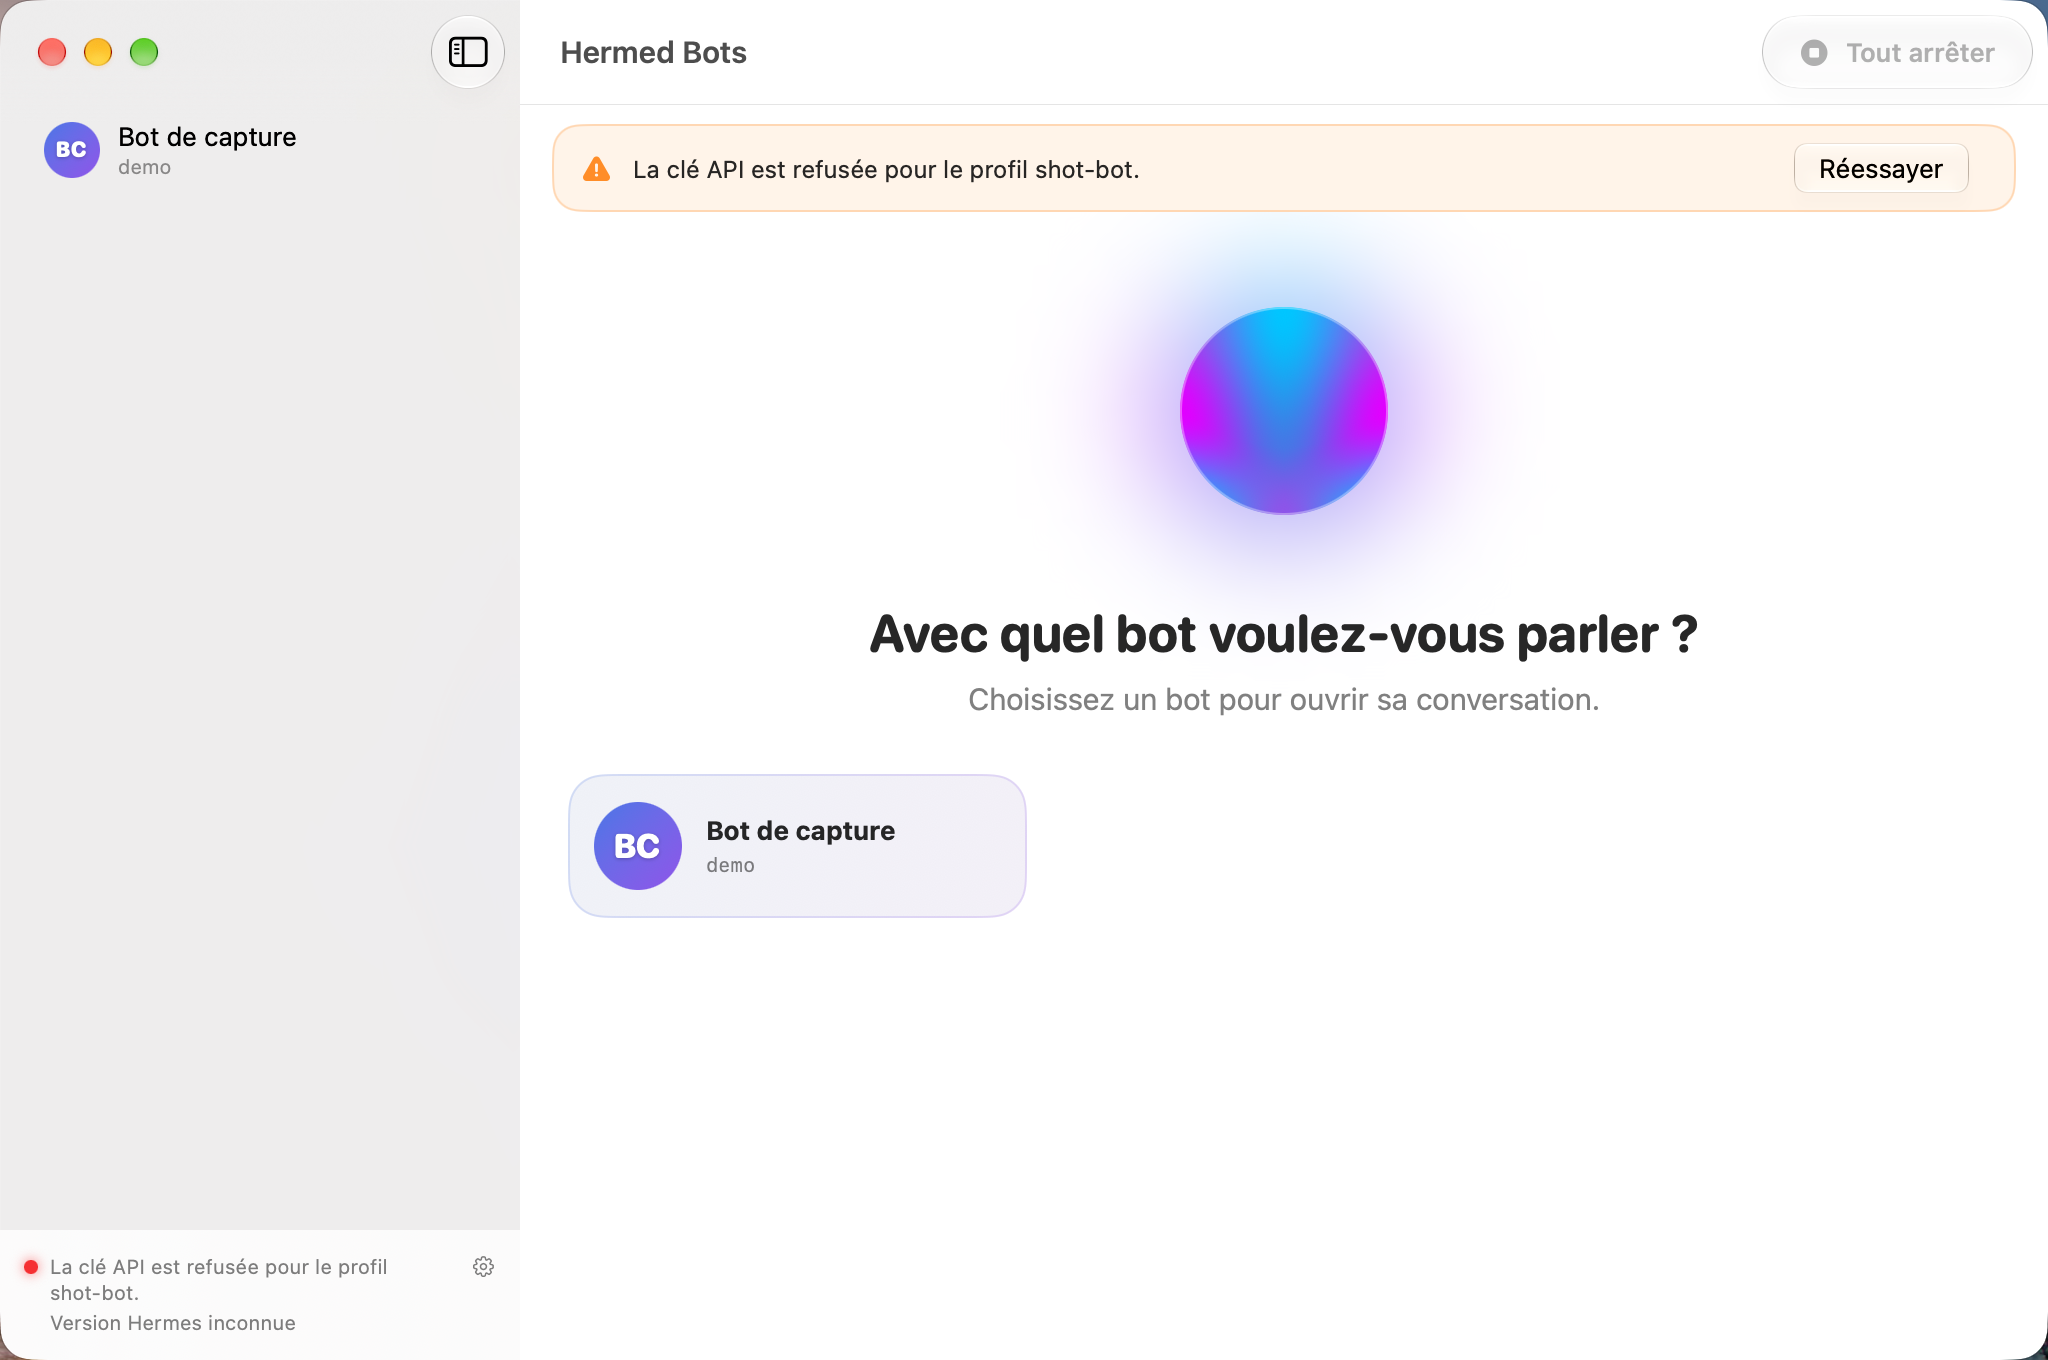 Hermed Bots
Tout arrêter
BC
Bot de capture
demo
La clé API est refusée pour le profil shot-bot.
Réessayer
Avec quel bot voulez-vous parler ?
Choisissez un bot pour ouvrir sa conversation.
BC
Bot de capture
demo
La clé API est refusée pour le profil
shot-bot.
Version Hermes inconnue